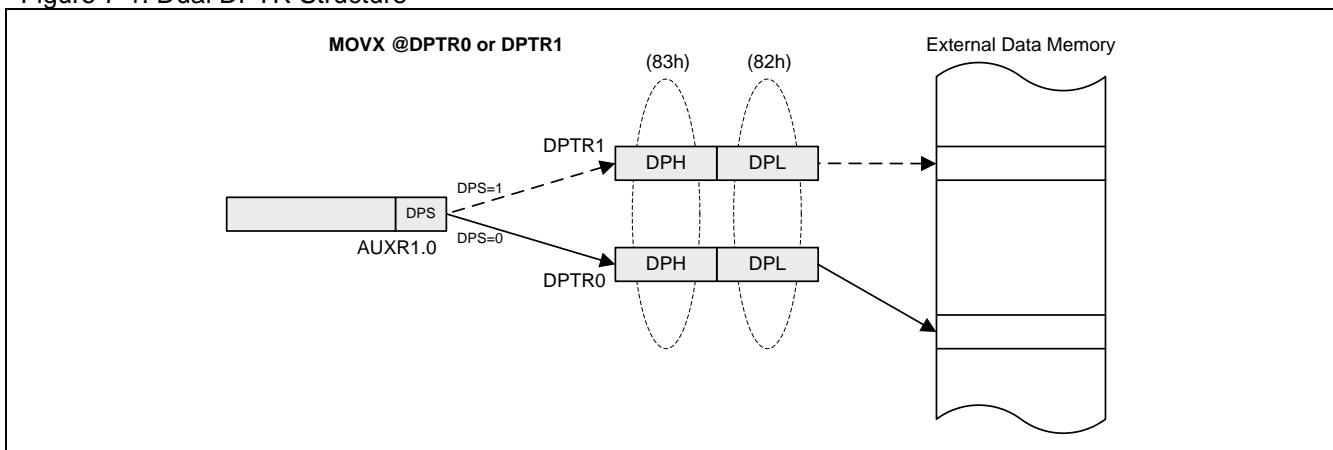 MOVX @DPTR0 or DPTR1
External Data Memory
(83h)
(82h)
DPTR1
DPH
DPL
DPS=1
DPS
AUXR1.0
DPS=0
DPTR0
DPH
DPL